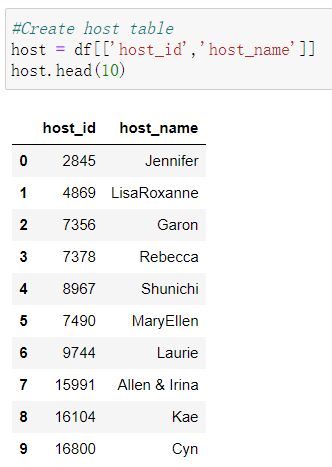 #Create host table
host = df[['host_id','host_name']]
host.head(10)
host_id host_name
0 2845 Jennifer
1 4869 LisaRoxanne
2 7356 Garon
3 7378 Rebecca
4 8967 Shunichi
5 7490 MaryEllen
6 9744 Laurie
7 15991 Allen & Irina
8 16104 Kae
9 16800 Cyn